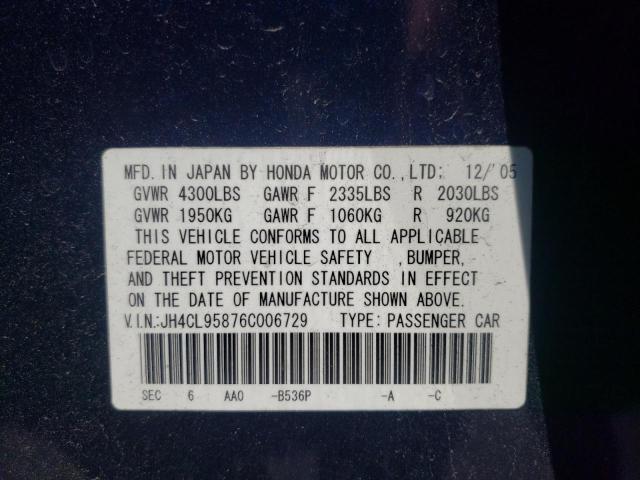 MFD. IN JAPAN BY HONDA MOTOR CO.,LTD; 12/'05
GVWR 4300LBS GAWR F 2335LBS R 2030LBS
GVWR 1950KG GAWR F 1060KG R 920KG
THIS VEHICLE CONFORMS TO ALL APPLICABLE
FEDERAL MOTOR VEHICLE SAFETY ,BUMPER,
AND THEFT PREVENTION STANDARDS IN EFFECT
ON THE DATE OF MANUFACTURE SHOWN ABOVE.
V.I.N.:JH4CL95876C006729 TYPE: PASSENGER CAR
SEC 6 AA0 -B536P -A -C